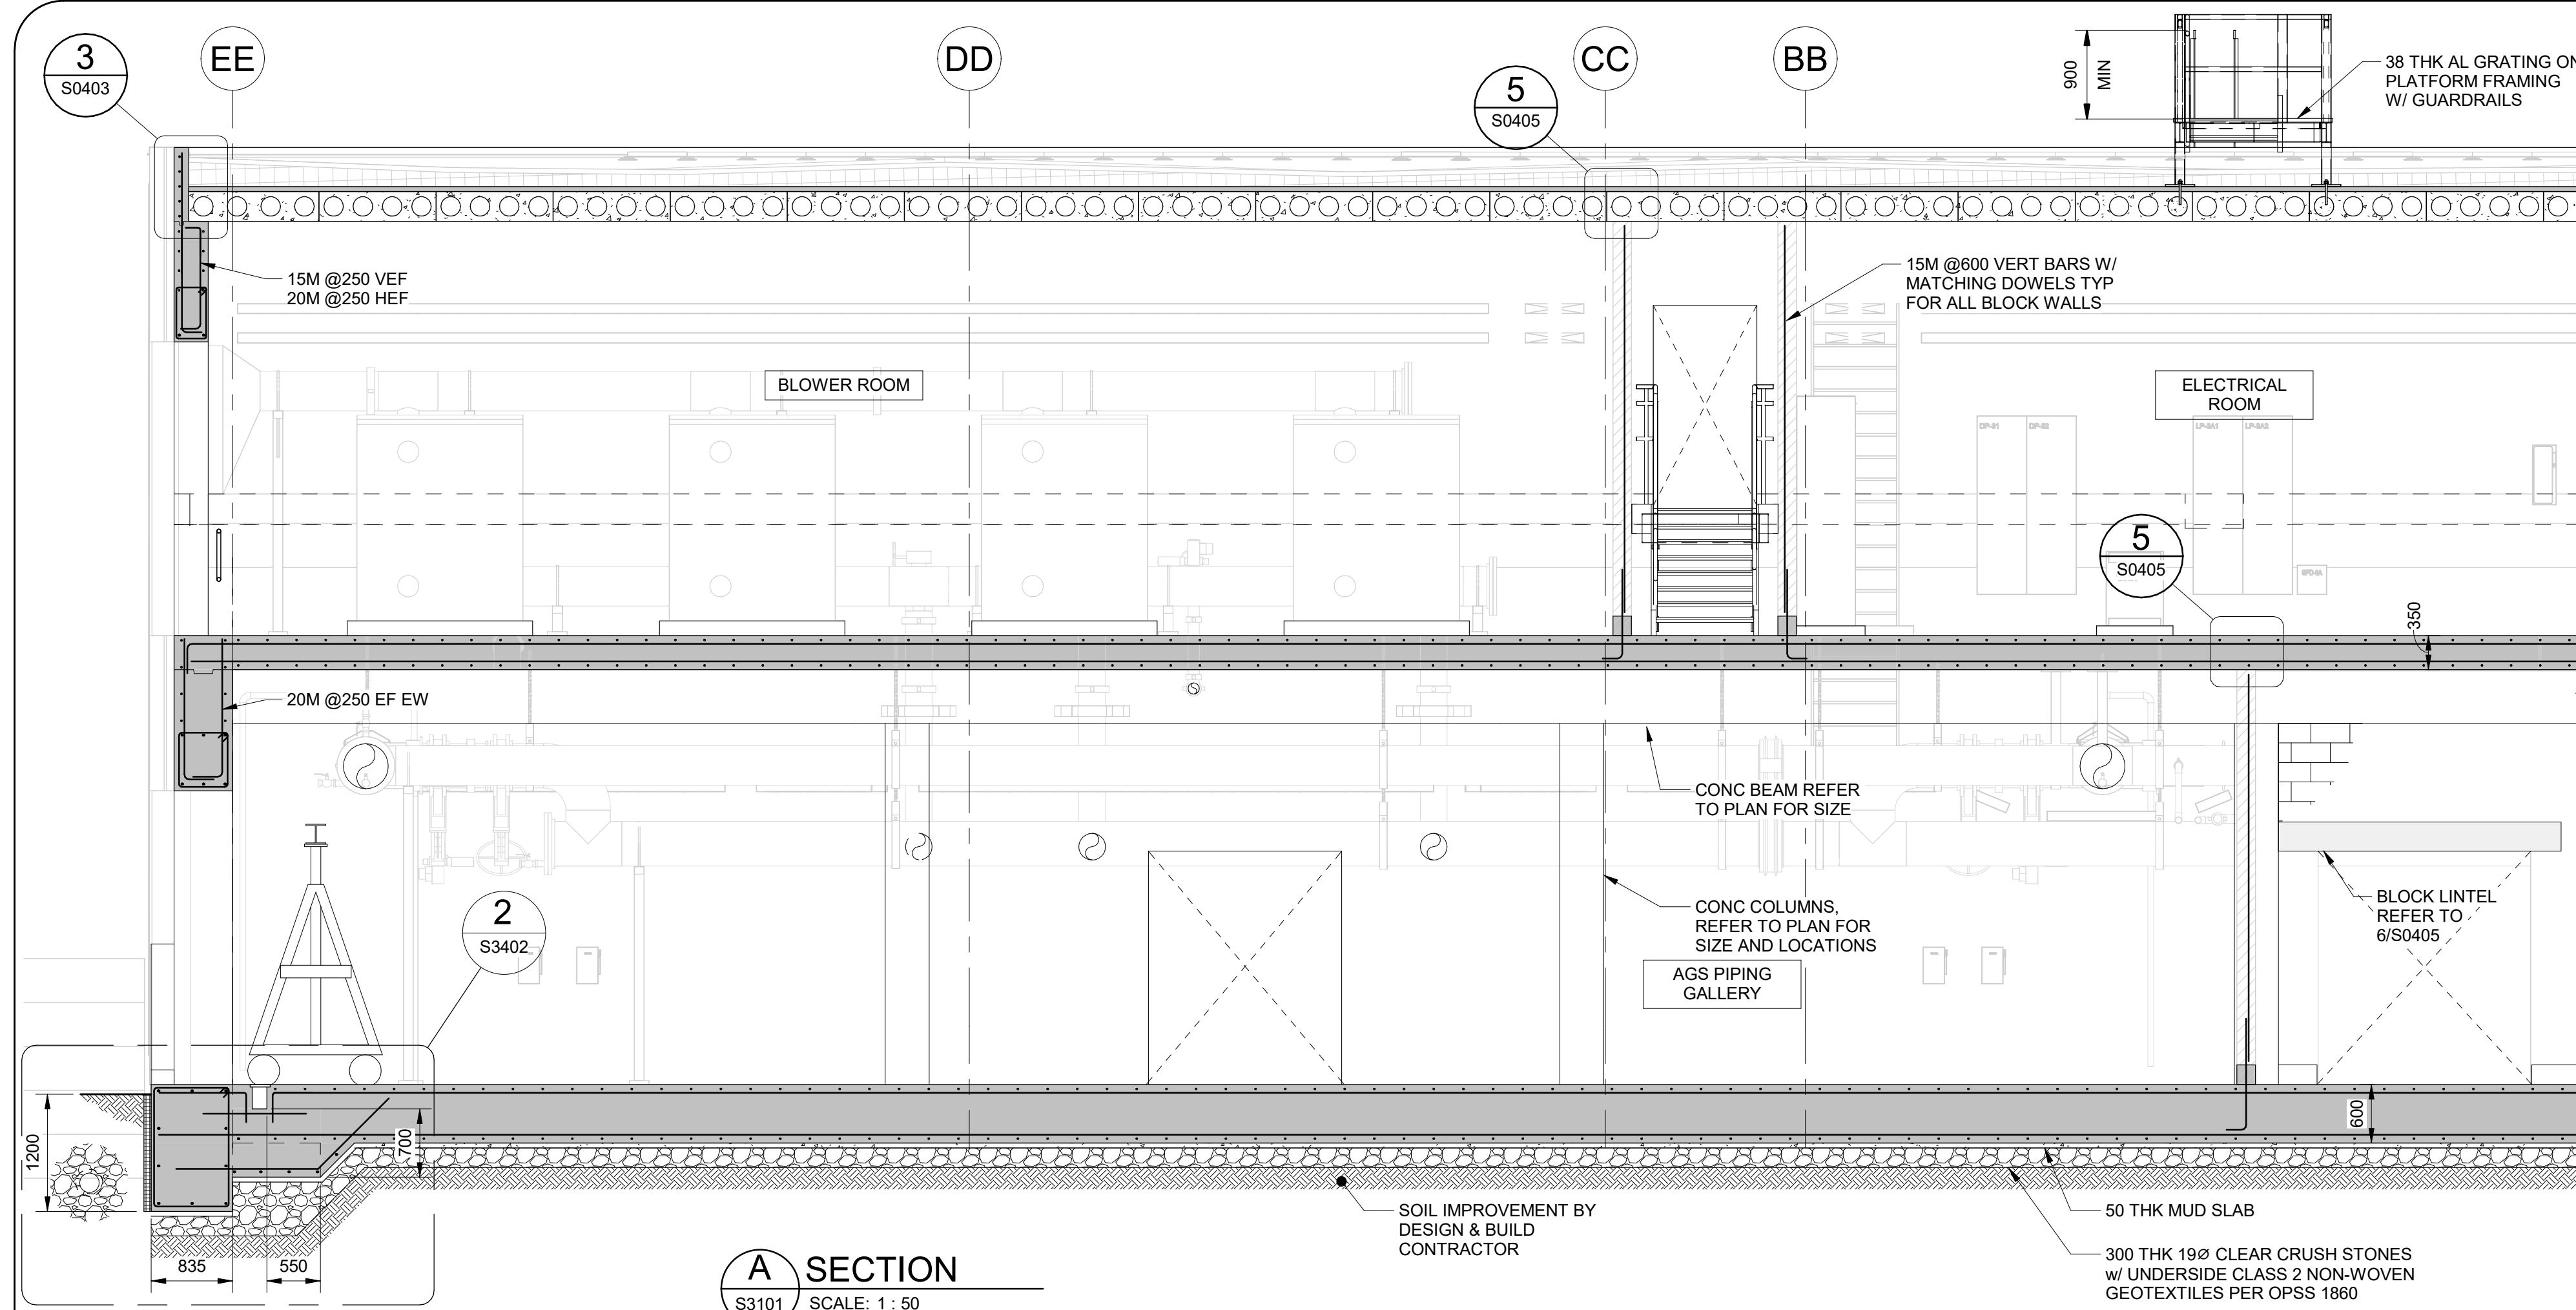 3
S0403
EE
DD
CC
BB
5
S0405
900
MIN
38 THK AL GRATING ON
PLATFORM FRAMING
W/ GUARDRAILS
15M @250 VEF
20M @250 HEF
15M @600 VERT BARS W/
MATCHING DOWELS TYP
FOR ALL BLOCK WALLS
BLOWER ROOM
ELECTRICAL
ROOM
DP-S1
DP-S2
5
S0405
350
20M @250 EF EW
CONC BEAM REFER
TO PLAN FOR SIZE
CONC COLUMNS,
REFER TO PLAN FOR
SIZE AND LOCATIONS
AGS PIPING
GALLERY
BLOCK LINTEL
REFER TO
6/S0405
2
S3402
1200
700
600
835
550
SOIL IMPROVEMENT BY
DESIGN & BUILD
CONTRACTOR
50 THK MUD SLAB
300 THK 19Ø CLEAR CRUSH STONES
w/ UNDERSIDE CLASS 2 NON-WOVEN
GEOTEXTILES PER OPSS 1860
A
S3101
SECTION
SCALE: 1 : 50